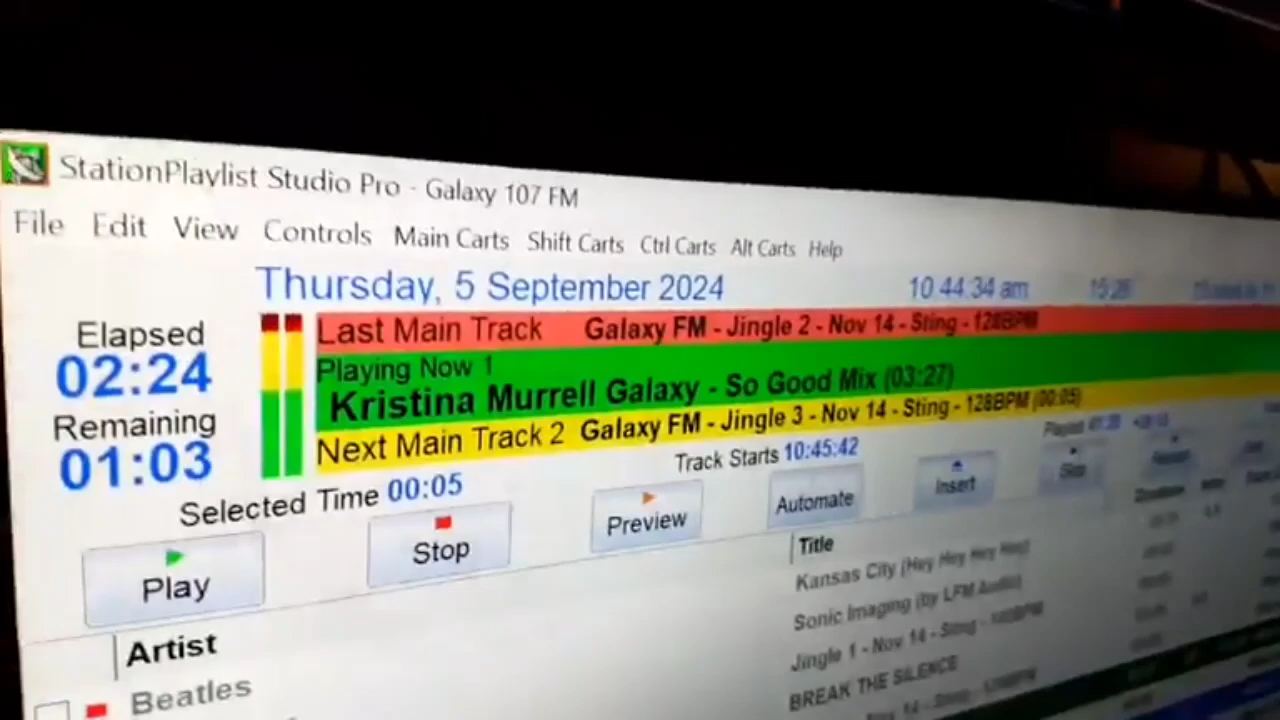 StationPlaylist Studio Pro - Galaxy 107 FM
File Edit View Controls Main Carts Shift Carts Ctrl Carts Alt Carts Help
Thursday, 5 September 2024 10:44:34 am
Elapsed
02:24
Remaining
01:03
Last Main Track Galaxy FM - Jingle 2 - Nov 14 - Sting - 128BPM
Playing Now 1
Kristina Murrell Galaxy - So Good Mix (03:27)
Next Main Track 2 Galaxy FM - Jingle 3 - Nov 14 - Sting - 128BPM (00:05)
Selected Time 00:05
Track Starts 10:45:42
Play
Stop
Preview
Automate
Insert
Artist
Title
Beatles
Kansas City (Hey Hey Hey Hey)
Sonic Imaging (by LFM Audio)
Jingle 1 - Nov 14 - Sting - 128BPM
BREAK THE SILENCE
Nov 14 - Sting - 128BPM